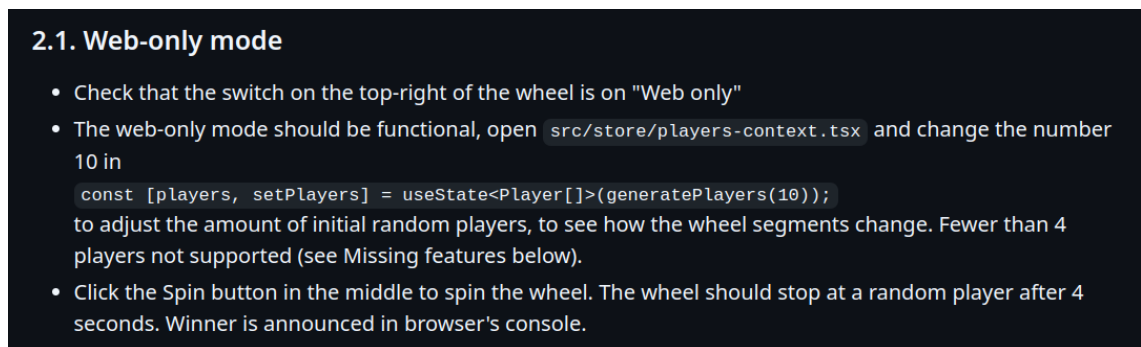 2.1. Web-only mode
• Check that the switch on the top-right of the wheel is on "Web only"
• The web-only mode should be functional, open src/store/players-context.tsx and change the number
10 in
const [players, setPlayers] = useState<Player[]>(generatePlayers(10));
to adjust the amount of initial random players, to see how the wheel segments change. Fewer than 4
players not supported (see Missing features below).
• Click the Spin button in the middle to spin the wheel. The wheel should stop at a random player after 4
seconds. Winner is announced in browser's console.